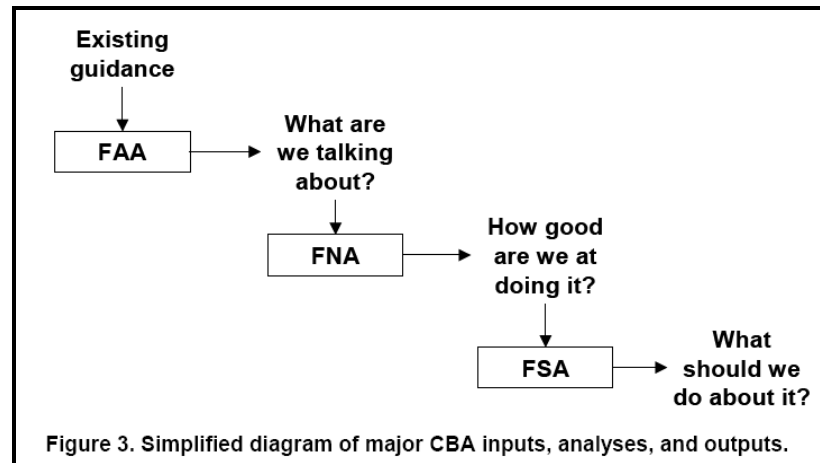 Existing
guidance
FAA
What are
we talking
about?
FNA
How good
are we at
doing it?
FSA
What
should we
do about it?
Figure 3. Simplified diagram of major CBA inputs, analyses, and outputs.